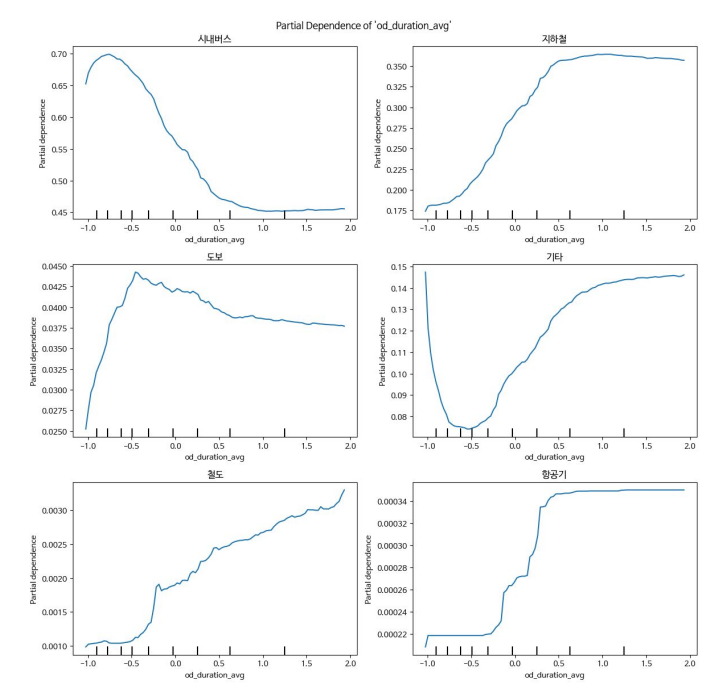 Partial Dependence of 'od_duration_avg'
시내버스
0.70
0.65
0.60
0.55
0.50
0.45
Partial dependence
-1.0 -0.5 0.0 0.5 1.0 1.5 2.0
od_duration_avg
지하철
0.350
0.325
0.300
0.275
0.250
0.225
0.200
0.175
Partial dependence
-1.0 -0.5 0.0 0.5 1.0 1.5 2.0
od_duration_avg
도보
0.0450
0.0425
0.0400
0.0375
0.0350
0.0325
0.0300
0.0275
0.0250
Partial dependence
-1.0 -0.5 0.0 0.5 1.0 1.5 2.0
od_duration_avg
기타
0.15
0.14
0.13
0.12
0.11
0.10
0.09
0.08
Partial dependence
-1.0 -0.5 0.0 0.5 1.0 1.5 2.0
od_duration_avg
철도
0.0030
0.0025
0.0020
0.0015
0.0010
Partial dependence
-1.0 -0.5 0.0 0.5 1.0 1.5 2.0
od_duration_avg
항공기
0.00034
0.00032
0.00030
0.00028
0.00026
0.00024
0.00022
Partial dependence
-1.0 -0.5 0.0 0.5 1.0 1.5 2.0
od_duration_avg